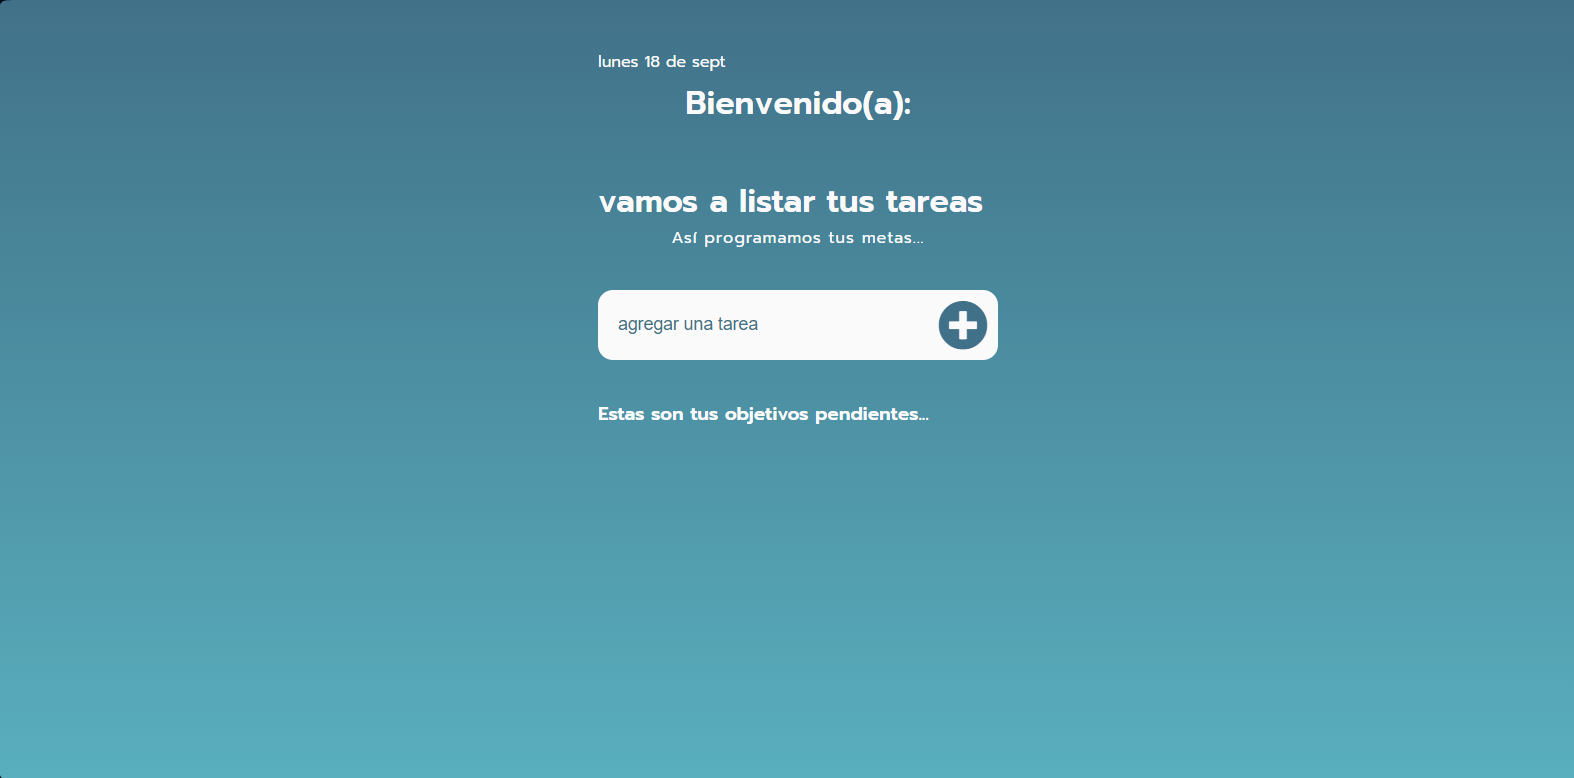 lunes 18 de sept
Bienvenido(a):
vamos a listar tus tareas
Así programamos tus metas...
agregar una tarea
Estas son tus objetivos pendientes...